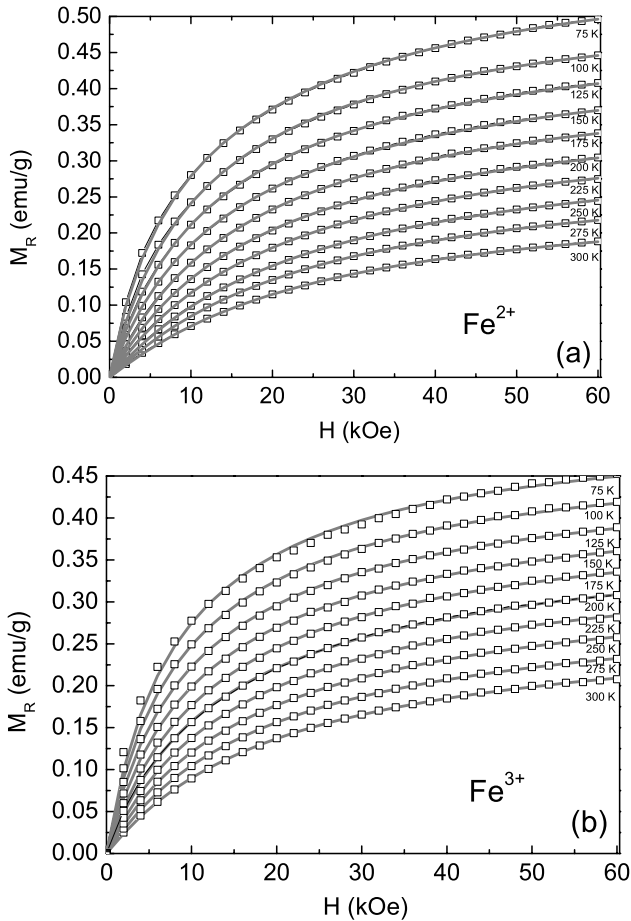 0.50
0.45
0.40
0.35
0.30
0.25
0.20
0.15
0.10
0.05
0.00
M_R (emu/g)
75 K
100 K
125 K
150 K
175 K
200 K
225 K
250 K
275 K
300 K
Fe²⁺
(a)
0 10 20 30 40 50 60
H (kOe)
0.45
0.40
0.35
0.30
0.25
0.20
0.15
0.10
0.05
0.00
M_R (emu/g)
75 K
100 K
125 K
150 K
175 K
200 K
225 K
250 K
275 K
300 K
Fe³⁺
(b)
0 10 20 30 40 50 60
H (kOe)